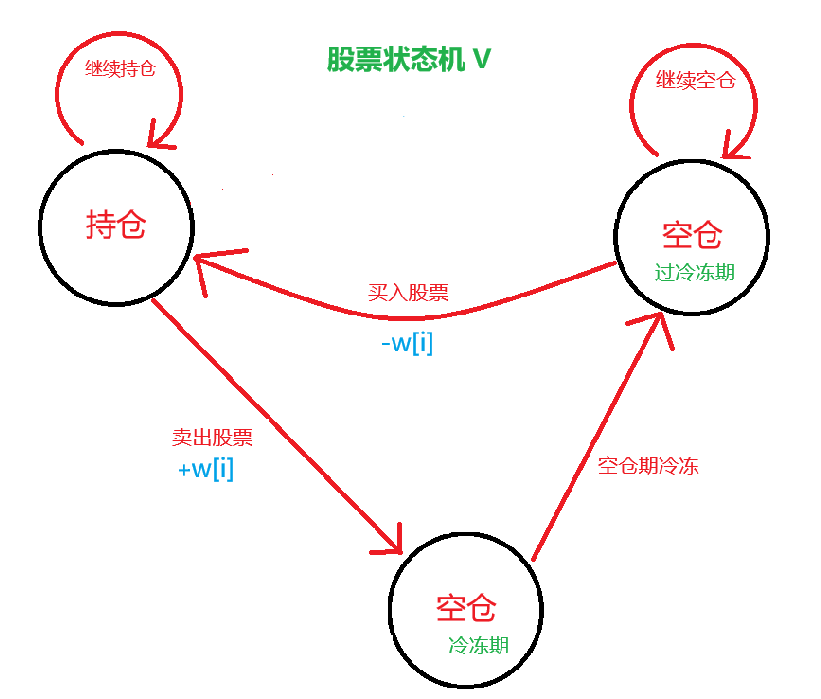 股票状态机 V
继续持仓
继续空仓
持仓
空仓
过冷冻期
买入股票
-w[i]
卖出股票
+w[i]
空仓期冷冻
空仓
冷冻期